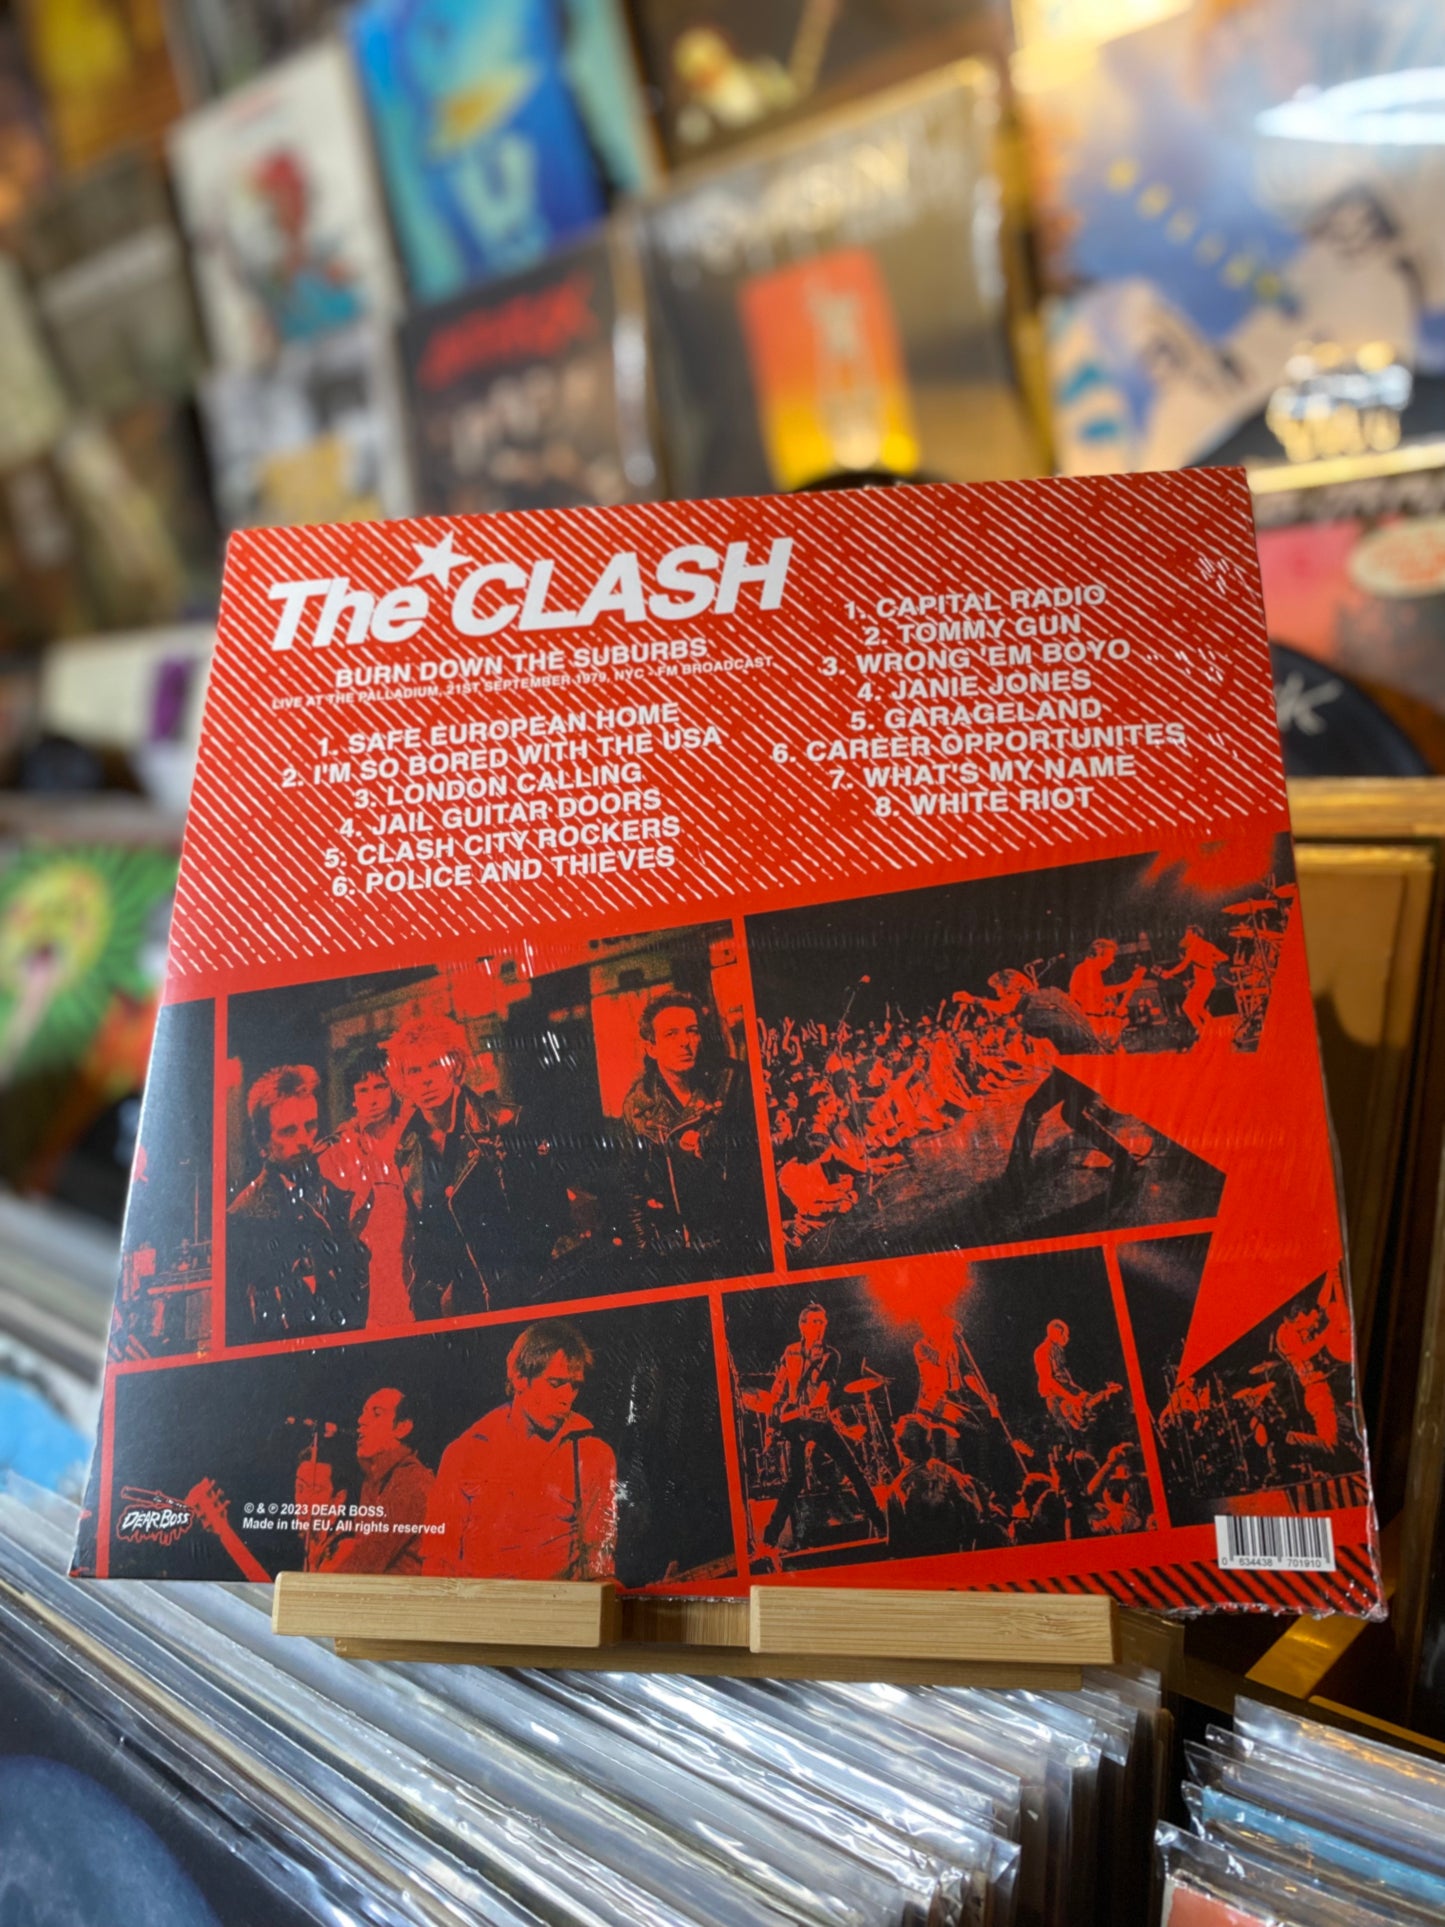 The CLASH
BURN DOWN THE SUBURBS
LIVE AT THE PALLADIUM, 21ST SEPTEMBER 1979, NYC - FM BROADCAST
1. SAFE EUROPEAN HOME
2. I'M SO BORED WITH THE USA
3. LONDON CALLING
4. JAIL GUITAR DOORS
5. CLASH CITY ROCKERS
6. POLICE AND THIEVES
1. CAPITAL RADIO
2. TOMMY GUN
3. WRONG 'EM BOYO
4. JANIE JONES
5. GARAGELAND
6. CAREER OPPORTUNITES
7. WHAT'S MY NAME
8. WHITE RIOT
DEAR BOSS
© & ℗ 2023 DEAR BOSS.
Made in the EU. All rights reserved
0 634438 701910